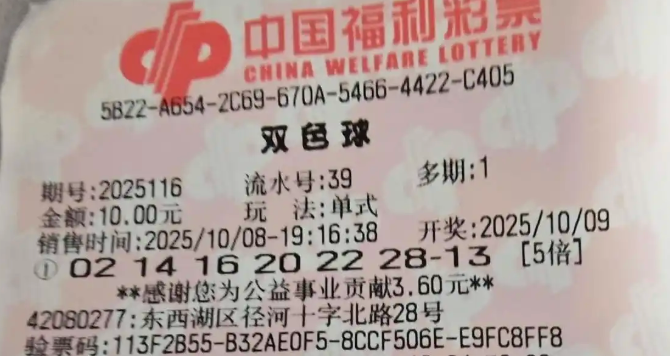 中国福利彩票
CHINA WELFARE LOTTERY
5B22-A654-2C69-670A-5466-4422-C405
双色球
期号:2025116 流水号:39 多期:1
金额:10.00元 玩 法:单式
销售时间:2025/10/08-19:16:38 开奖:2025/10/09
① 02 14 16 20 22 28-13 [5倍]
**感谢您为公益事业贡献3.60元**
42080277:东西湖区径河十字北路28号
验票码:113F2B55-B32AE0F5-8CCF506E-E9FC8FF8